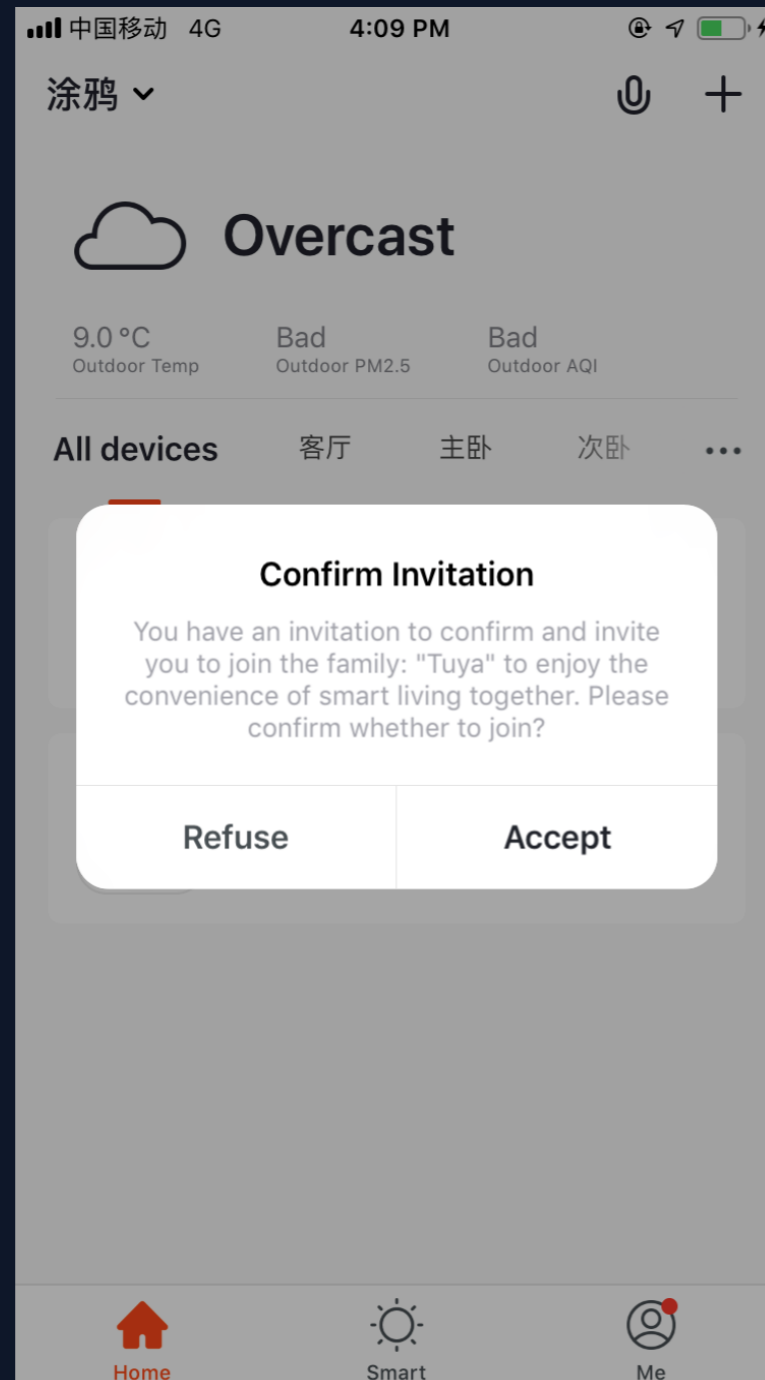 中国移动 4G 4:09 PM
涂鸦
Overcast
9.0 °C Bad Bad
Outdoor Temp Outdoor PM2.5 Outdoor AQI
All devices 客厅 主卧 次卧
Confirm Invitation
You have an invitation to confirm and invite
you to join the family: "Tuya" to enjoy the
convenience of smart living together. Please
confirm whether to join?
Refuse Accept
Home Smart Me